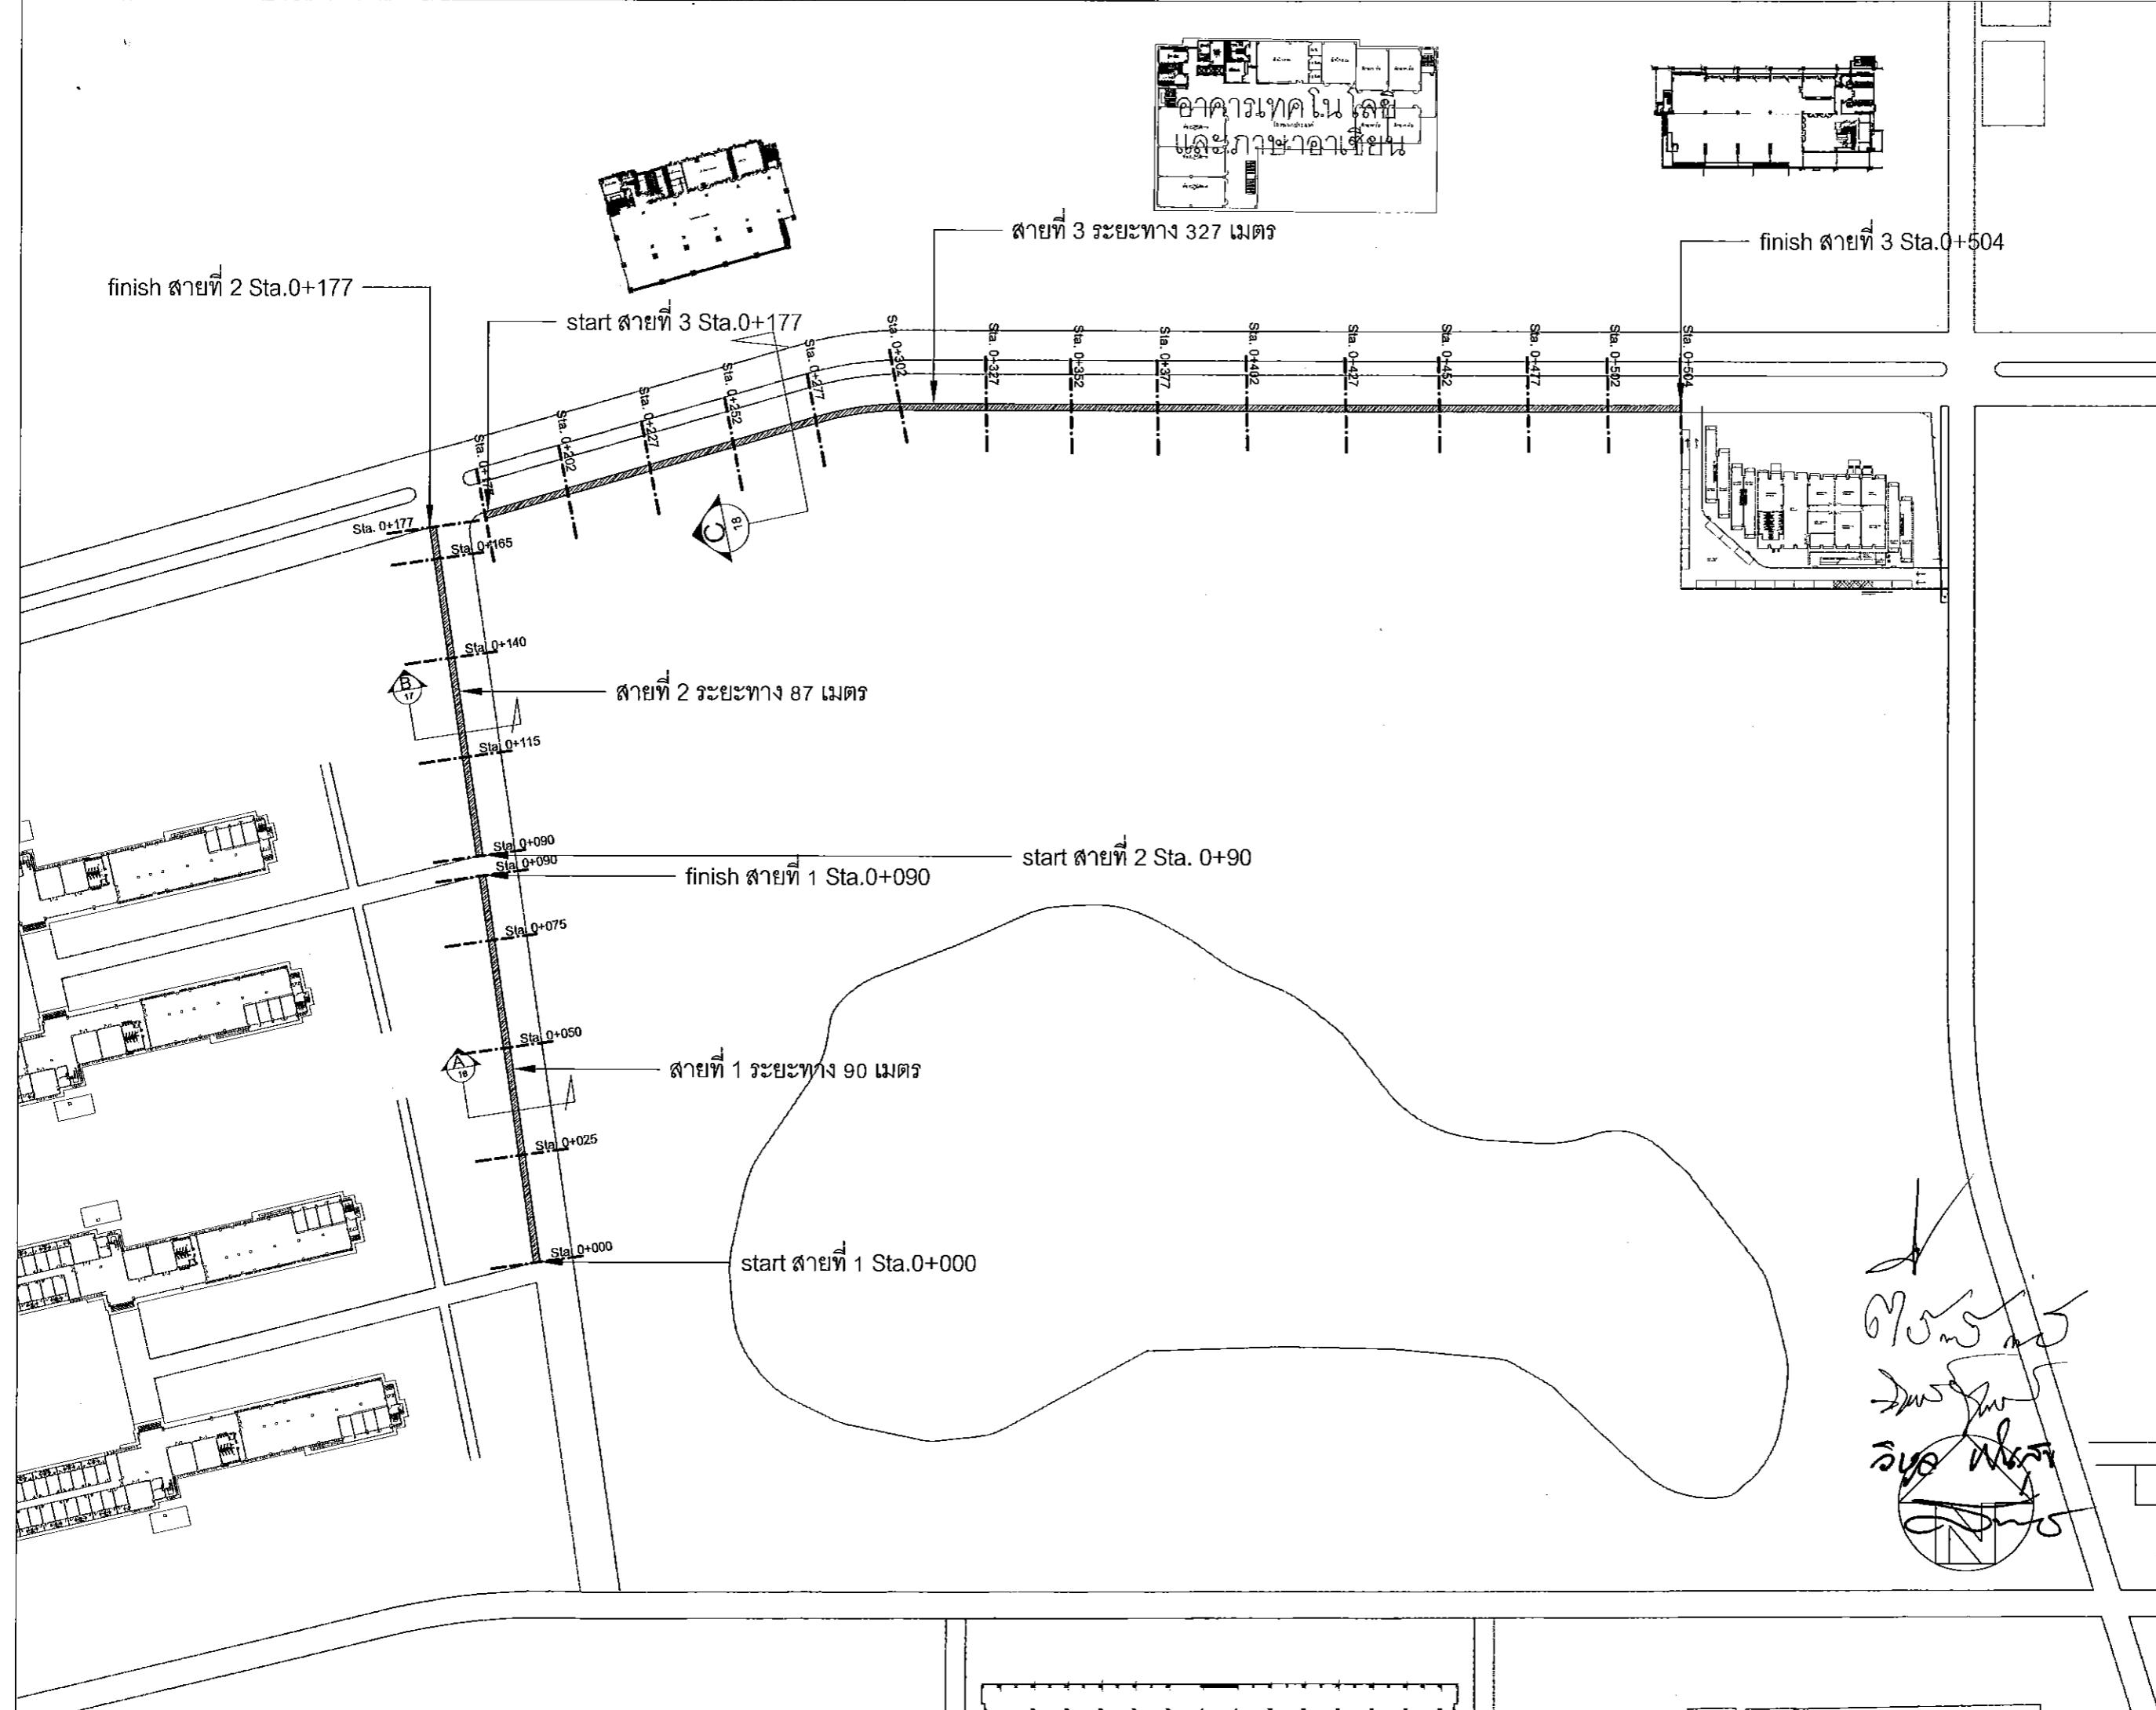 อาคารเทคโนโลยี
และภาษาอาเซียน
สายที่ 3 ระยะทาง 327 เมตร
finish สายที่ 3 Sta.0+504
finish สายที่ 2 Sta.0+177
start สายที่ 3 Sta.0+177
Sta. 0+202
Sta. 0+227
Sta. 0+252
Sta. 0+277
Sta. 0+302
Sta. 0+327
Sta. 0+352
Sta. 0+377
Sta. 0+402
Sta. 0+427
Sta. 0+452
Sta. 0+477
Sta. 0+502
Sta. 0+504
C
18
Sta. 0+177
Sta. 0+165
Sta. 0+140
B
17
สายที่ 2 ระยะทาง 87 เมตร
Sta. 0+115
Sta. 0+090
start สายที่ 2 Sta. 0+90
Sta. 0+090
finish สายที่ 1 Sta.0+090
Sta. 0+075
Sta. 0+050
A
16
สายที่ 1 ระยะทาง 90 เมตร
Sta. 0+025
Sta. 0+000
start สายที่ 1 Sta.0+000
N